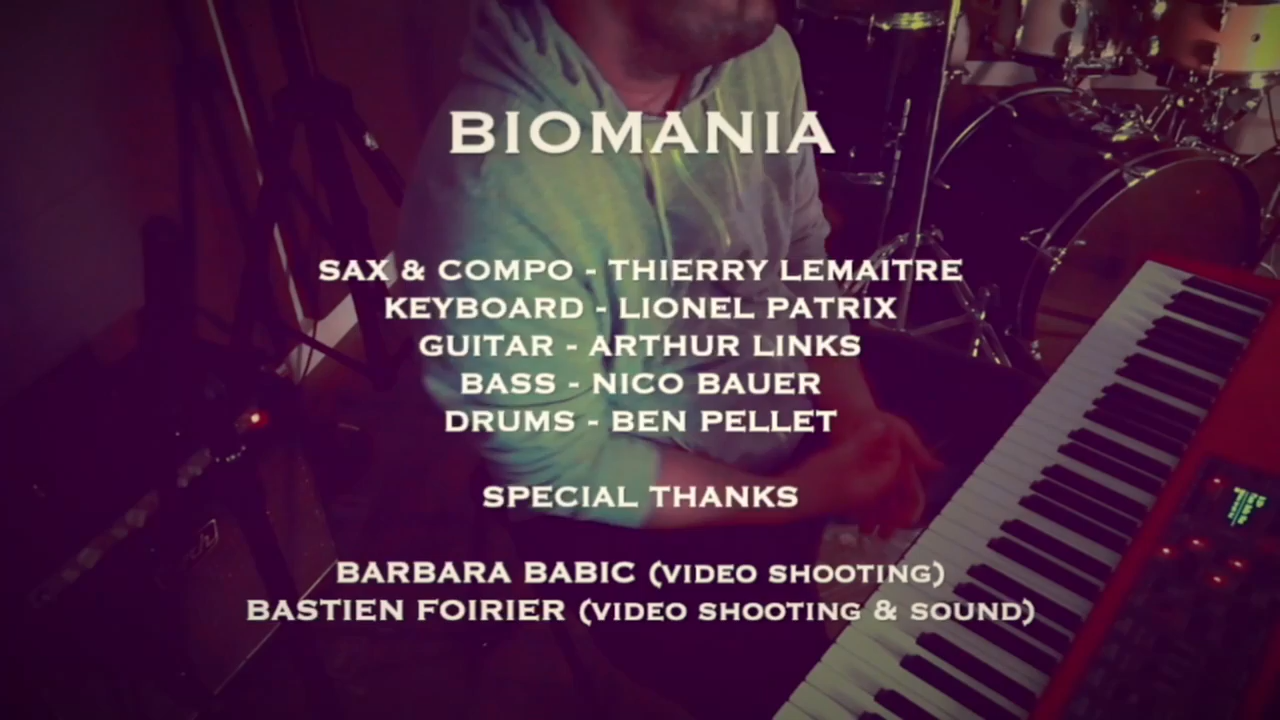 BIOMANIA
SAX & COMPO - THIERRY LEMAITRE
KEYBOARD - LIONEL PATRIX
GUITAR - ARTHUR LINKS
BASS - NICO BAUER
DRUMS - BEN PELLET
SPECIAL THANKS
BARBARA BABIC (VIDEO SHOOTING)
BASTIEN FOIRIER (VIDEO SHOOTING & SOUND)